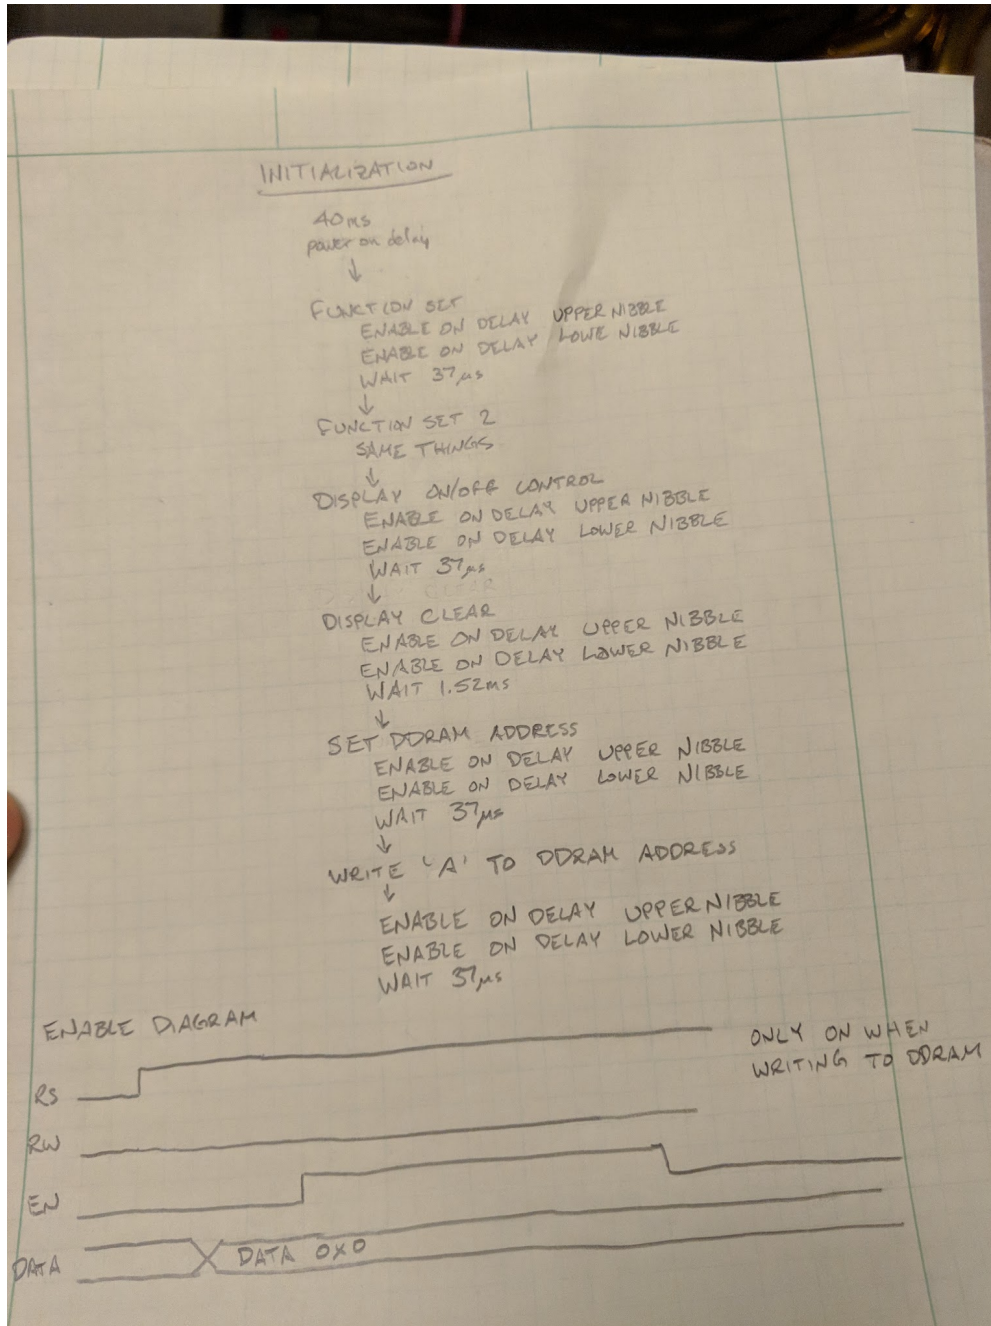 INITIALIZATION
40ms
power on delay
FUNCTION SET
ENABLE ON DELAY UPPER NIBBLE
ENABLE ON DELAY LOWE NIBBLE
WAIT 37μs
FUNCTION SET 2
SAME THINGS
DISPLAY ON/OFF CONTROL
ENABLE ON DELAY UPPER NIBBLE
ENABLE ON DELAY LOWER NIBBLE
WAIT 37μs
CLEAR
DISPLAY CLEAR
ENABLE ON DELAY UPPER NIBBLE
ENABLE ON DELAY LOWER NIBBLE
WAIT 1.52ms
SET DDRAM ADDRESS
ENABLE ON DELAY UPPER NIBBLE
ENABLE ON DELAY LOWER NIBBLE
WAIT 37μs
WRITE 'A' TO DDRAM ADDRESS
ENABLE ON DELAY UPPER NIBBLE
ENABLE ON DELAY LOWER NIBBLE
WAIT 37μs
ENABLE DIAGRAM
ONLY ON WHEN
WRITING TO DDRAM
RS
RW
EN
DATA DATA 0X0